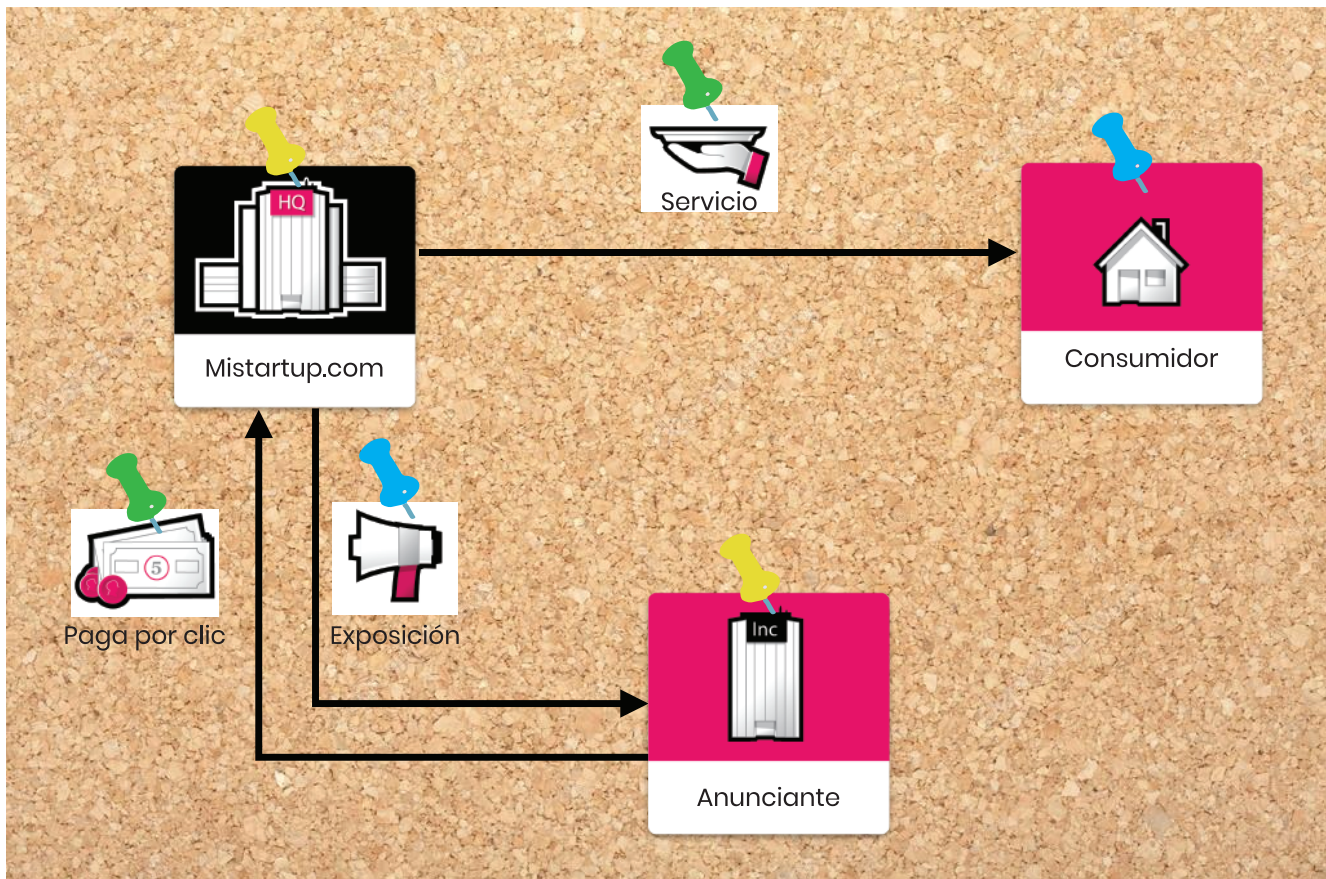 Servicio
HQ
Mistartup.com
Consumidor
5
Paga por clic
Exposición
Inc
Anunciante